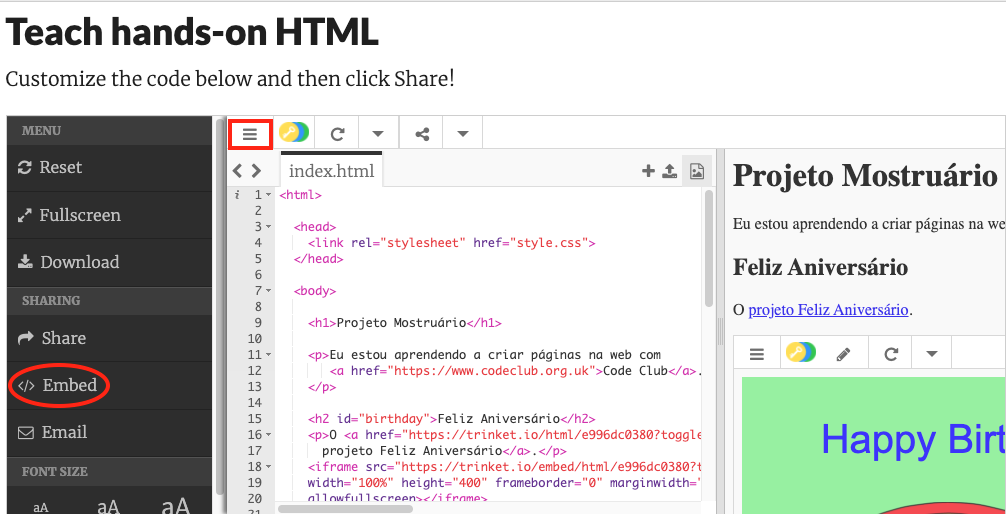 Teach hands-on HTML
Customize the code below and then click Share!
MENU
Reset
Fullscreen
Download
SHARING
Share
Embed
Email
FONT SIZE
aA aA aA
index.html
i 1 <html>
2
3 <head>
4 <link rel="stylesheet" href="style.css">
5 </head>
6
7 <body>
8
9 <h1>Projeto Mostruário</h1>
10
11 <p>Eu estou aprendendo a criar páginas na web com
12 <a href="https://www.codeclub.org.uk">Code Club</a>.
13 </p>
14
15 <h2 id="birthday">Feliz Aniversário</h2>
16 <p>O <a href="https://trinket.io/html/e996dc0380?toggle
17 projeto Feliz Aniversário</a>.</p>
18 <iframe src="https://trinket.io/embed/html/e996dc0380?t
19 width="100%" height="400" frameborder="0" marginwidth="
20 allowfullscreen></iframe>
21
Projeto Mostruário
Eu estou aprendendo a criar páginas na we
Feliz Aniversário
O projeto Feliz Aniversário.
Happy Birt